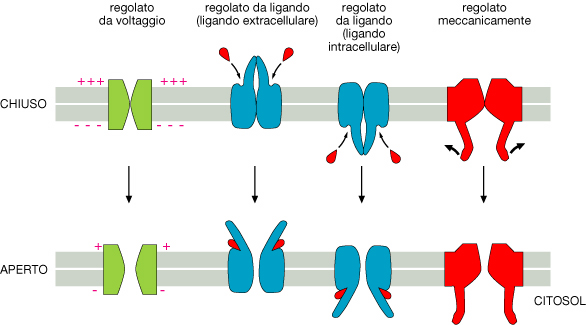 regolato
da voltaggio
regolato da ligando
(ligando extracellulare)
regolato
da ligando
(ligando
intracellulare)
regolato
meccanicamente
+++ +++
CHIUSO
- - - - - -
+ +
APERTO
- -
CITOSOL